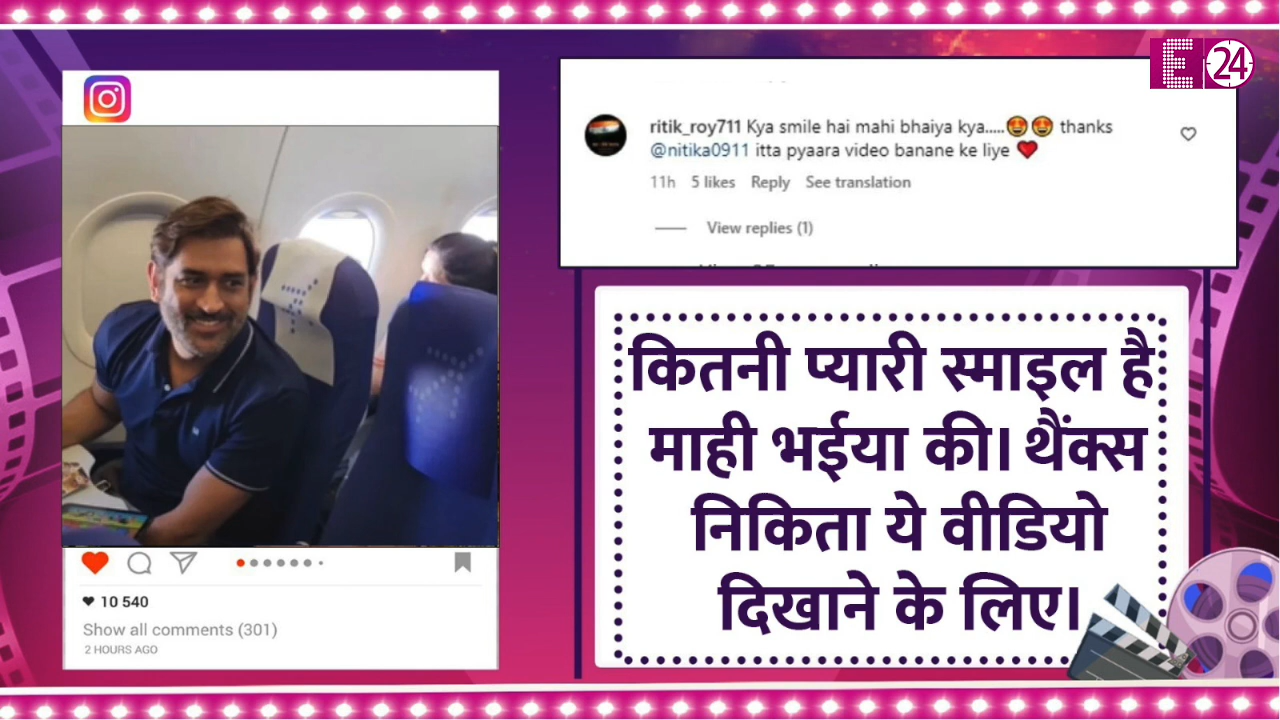 E 24
ritik_roy711 Kya smile hai mahi bhaiya kya.....🤩🤩 thanks
@nitika0911 itta pyaara video banane ke liye ❤️
11h 5 likes Reply See translation
View replies (1)
कितनी प्यारी स्माइल है
माही भईया की। थैंक्स
निकिता ये वीडियो
दिखाने के लिए।
10 540
Show all comments (301)
2 HOURS AGO